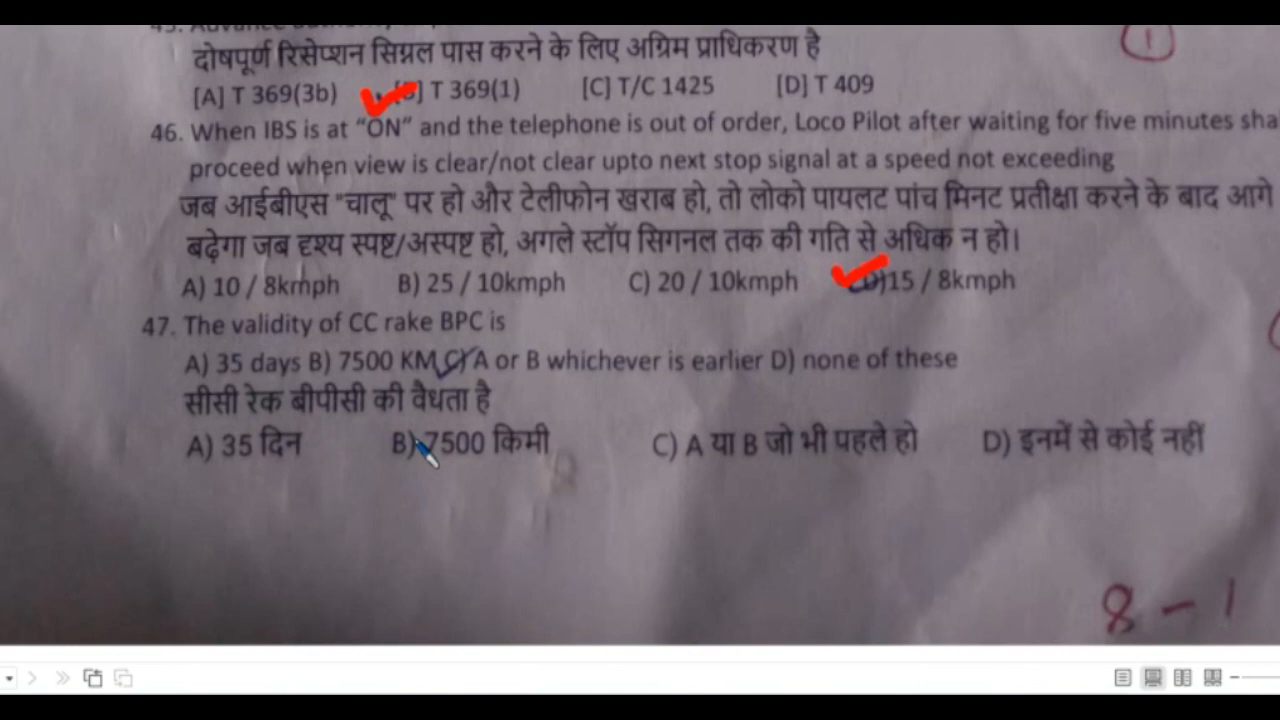 दोषपूर्ण रिसेप्शन सिग्नल पास करने के लिए अग्रिम प्राधिकरण है
[A] T 369(3b) [B] T 369(1) [C] T/C 1425 [D] T 409
46. When IBS is at “ON” and the telephone is out of order, Loco Pilot after waiting for five minutes sha
proceed when view is clear/not clear upto next stop signal at a speed not exceeding
जब आईबीएस "चालू" पर हो और टेलीफोन खराब हो, तो लोको पायलट पांच मिनट प्रतीक्षा करने के बाद आगे
बढ़ेगा जब दृश्य स्पष्ट/अस्पष्ट हो, अगले स्टॉप सिगनल तक की गति से अधिक न हो।
A) 10 / 8kmph B) 25 / 10kmph C) 20 / 10kmph D) 15 / 8kmph
47. The validity of CC rake BPC is
A) 35 days B) 7500 KM C) A or B whichever is earlier D) none of these
सीसी रेक बीपीसी की वैधता है
A) 35 दिन B) 7500 किमी C) A या B जो भी पहले हो D) इनमें से कोई नहीं
8 - 1
1